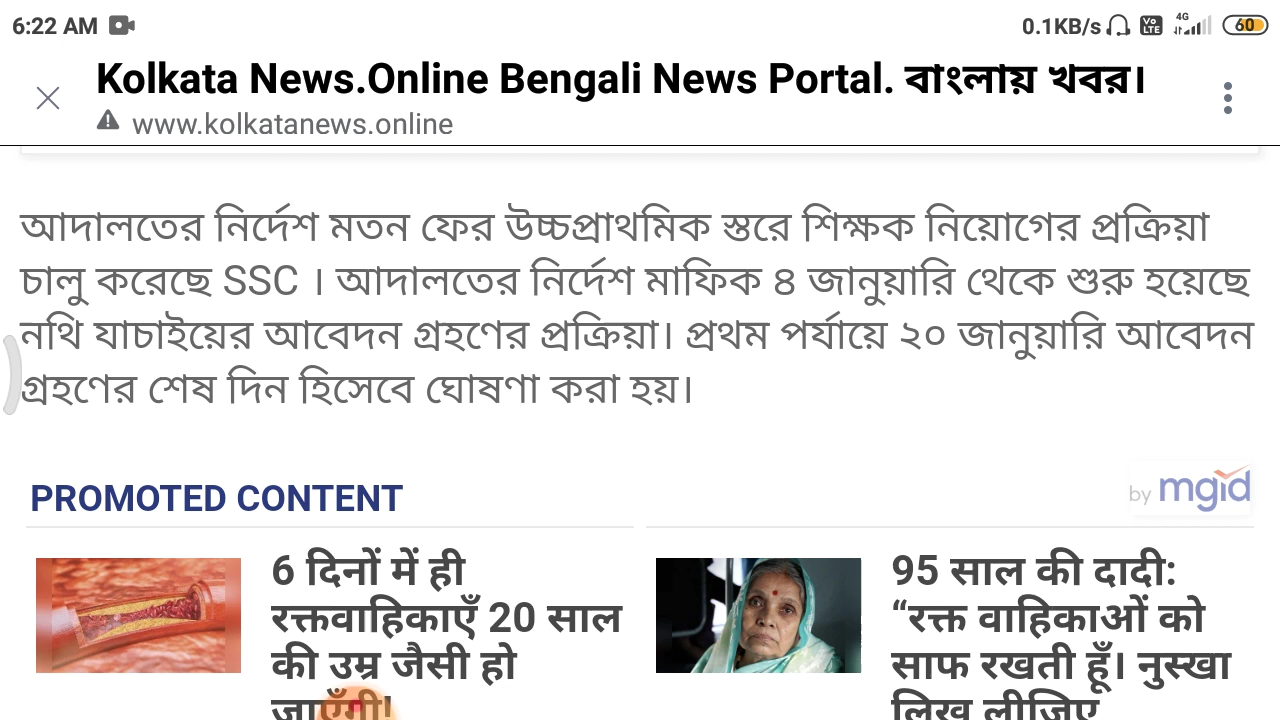 6:22 AM 0.1KB/s Vo LTE 4G 60
Kolkata News.Online Bengali News Portal. বাংলায় খবর।
www.kolkatanews.online
আদালতের নির্দেশ মতন ফের উচ্চপ্রাথমিক স্তরে শিক্ষক নিয়োগের প্রক্রিয়া
চালু করেছে SSC । আদালতের নির্দেশ মাফিক ৪ জানুয়ারি থেকে শুরু হয়েছে
নথি যাচাইয়ের আবেদন গ্রহণের প্রক্রিয়া। প্রথম পর্যায়ে ২০ জানুয়ারি আবেদন
গ্রহণের শেষ দিন হিসেবে ঘোষণা করা হয়।
PROMOTED CONTENT
by mgid
6 दिनों में ही
रक्तवाहिकाएँ 20 साल
की उम्र जैसी हो
जाएँगी!
95 साल की दादी:
“रक्त वाहिकाओं को
साफ रखती हूँ। नुस्खा
लिख लीजिए